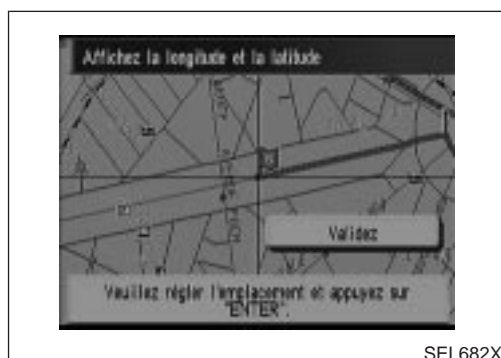 Affichez la longitude et la latitude
Validez
Veuillez régler l'emplacement et appuyez sur
"ENTER".
SEL682X